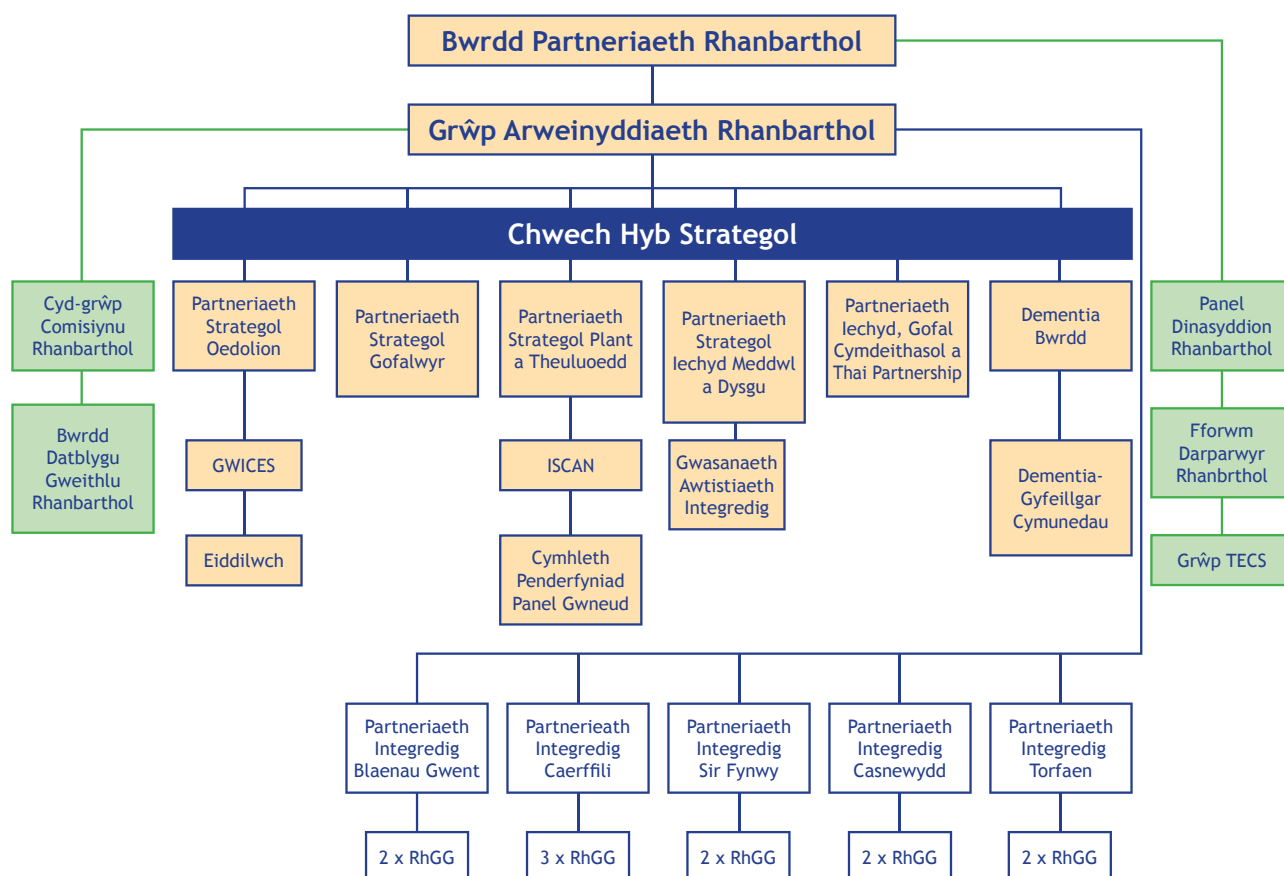 Bwrdd Partneriaeth Rhanbarthol
Grŵp Arweinyddiaeth Rhanbarthol
Chwech Hyb Strategol
Cyd-grŵp
Comisiynu
Rhanbarthol
Bwrdd
Datblygu
Gweithlu
Rhanbarthol
Partneriaeth
Strategol
Oedolion
GWICES
Eiddilwch
Partneriaeth
Strategol
Gofalwyr
Partneriaeth
Strategol Plant
a Theuluoedd
ISCAN
Cymhleth
Penderfyniad
Panel Gwneud
Partneriaeth
Strategol
Iechyd Meddwl
a Dysgu
Gwasanaeth
Awtistiaeth
Integredig
Partneriaeth
Iechyd, Gofal
Cymdeithasol a
Thai Partnership
Dementia
Bwrdd
Dementia-
Gyfeillgar
Cymunedau
Panel
Dinasyddion
Rhanbarthol
Fforwm
Darparwyr
Rhanbrthol
Grŵp TECS
Partneriaeth
Integredig
Blaenau Gwent
2 x RhGG
Partnerieath
Integredig
Caerffili
3 x RhGG
Partneriaeth
Integredig
Sir Fynwy
2 x RhGG
Partneriaeth
Integredig
Casnewydd
2 x RhGG
Partneriaeth
Integredig
Torfaen
2 x RhGG